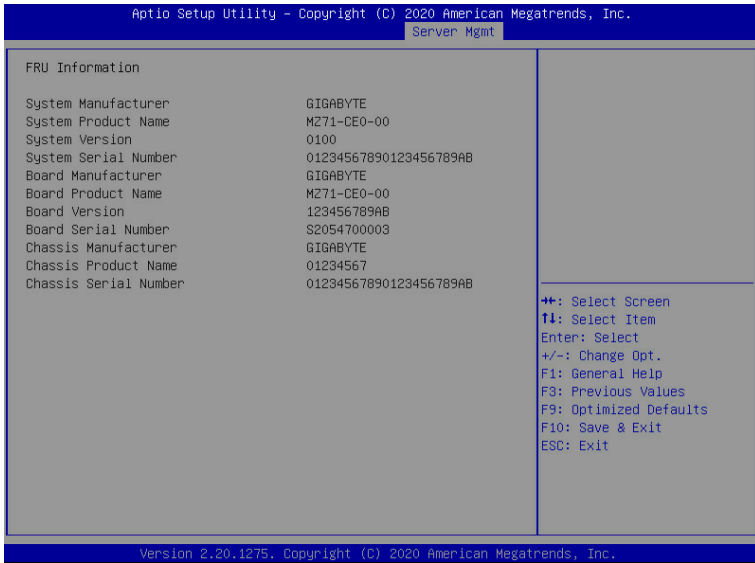 Aptio Setup Utility – Copyright (C) 2020 American Megatrends, Inc.
Server Mgmt
FRU Information
System Manufacturer GIGABYTE
System Product Name MZ71-CE0-00
System Version 0100
System Serial Number 01234567890123456789AB
Board Manufacturer GIGABYTE
Board Product Name MZ71-CE0-00
Board Version 123456789AB
Board Serial Number S2054700003
Chassis Manufacturer GIGABYTE
Chassis Product Name 01234567
Chassis Serial Number 01234567890123456789AB
→←: Select Screen
↑↓: Select Item
Enter: Select
+/-: Change Opt.
F1: General Help
F3: Previous Values
F9: Optimized Defaults
F10: Save & Exit
ESC: Exit
Version 2.20.1275. Copyright (C) 2020 American Megatrends, Inc.